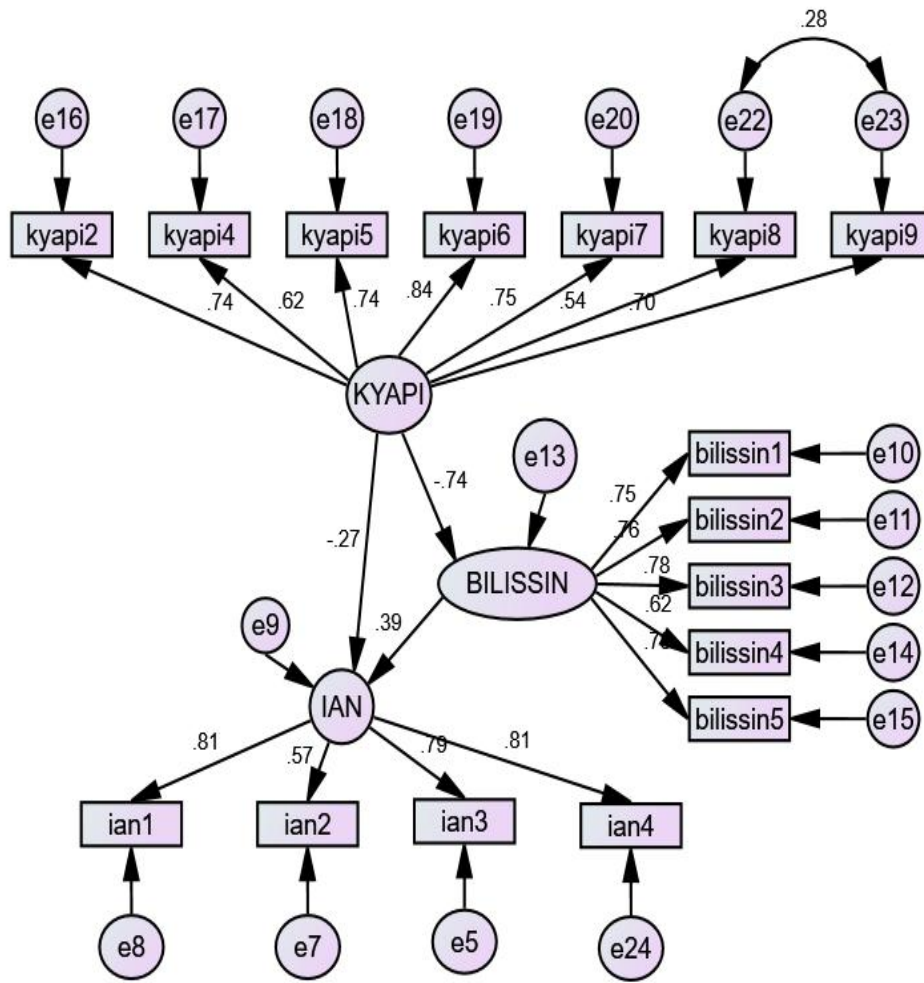 .28
e16 e17 e18 e19 e20 e22 e23
kyapi2 kyapi4 kyapi5 kyapi6 kyapi7 kyapi8 kyapi9
.74 .62 .74 .84 .75 .54 .70
KYAPI
e13
bilissin1 e10
-.74 .75
bilissin2 e11
.76
-.27
BILISSIN .78 bilissin3 e12
.62
e9 .39 bilissin4 e14
IAN
bilissin5 e15
.81 .57 .79 .81
ian1 ian2 ian3 ian4
e8 e7 e5 e24